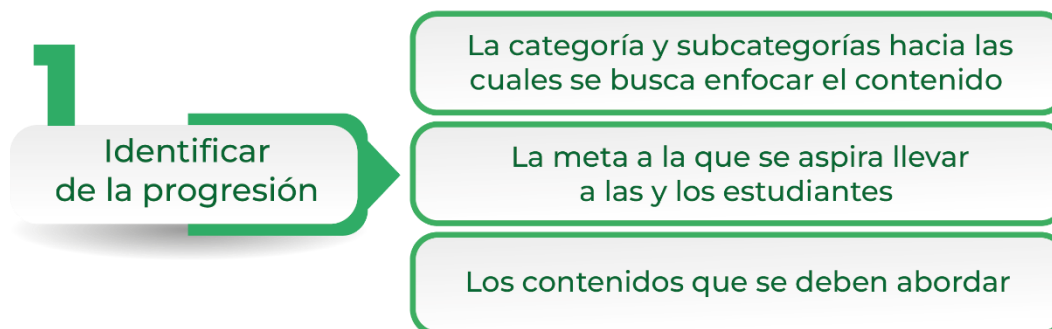 1
Identificar
de la progresión
La categoría y subcategorías hacia las
cuales se busca enfocar el contenido
La meta a la que se aspira llevar
a las y los estudiantes
Los contenidos que se deben abordar